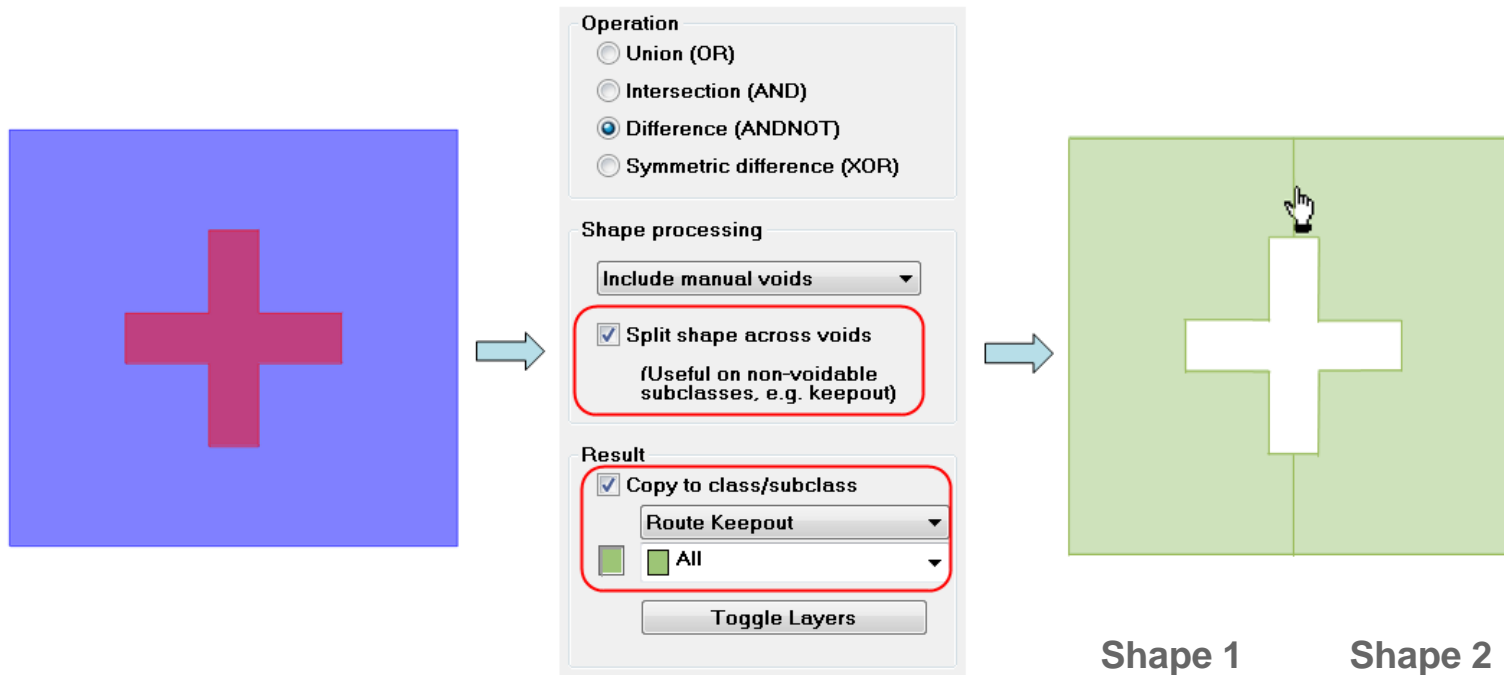 Operation
Union (OR)
Intersection (AND)
Difference (ANDNOT)
Symmetric difference (XOR)
Shape processing
Include manual voids
Split shape across voids
(Useful on non-voidable
subclasses, e.g. keepout)
Result
Copy to class/subclass
Route Keepout
All
Toggle Layers
Shape 1 Shape 2